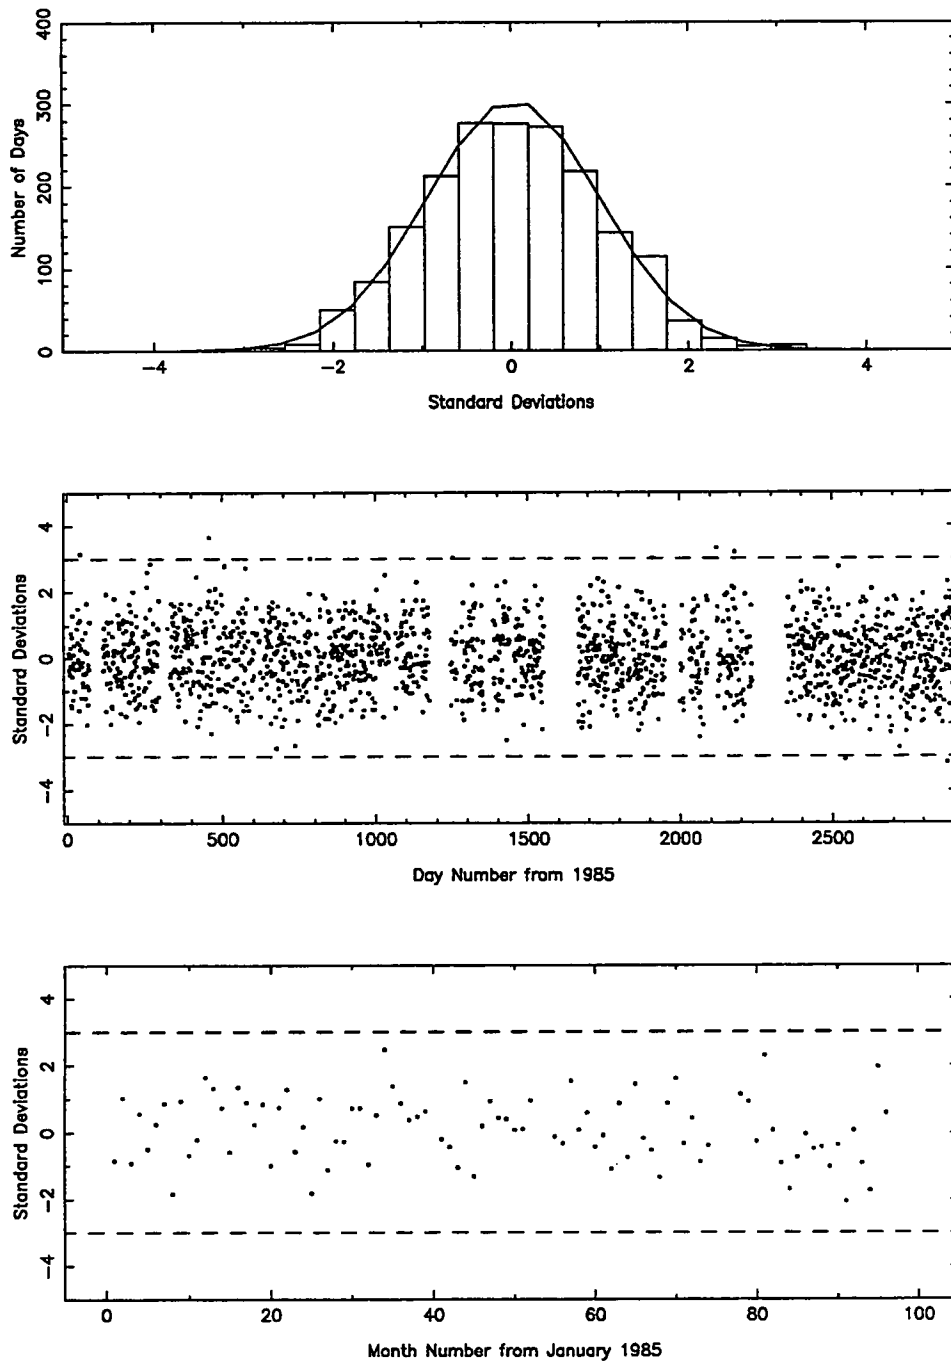 400
300
200
100
0
Number of Days
-4 -2 0 2 4
Standard Deviations
4
2
0
-2
-4
Standard Deviations
0 500 1000 1500 2000 2500
Day Number from 1985
4
2
0
-2
-4
Standard Deviations
0 20 40 60 80 100
Month Number from January 1985